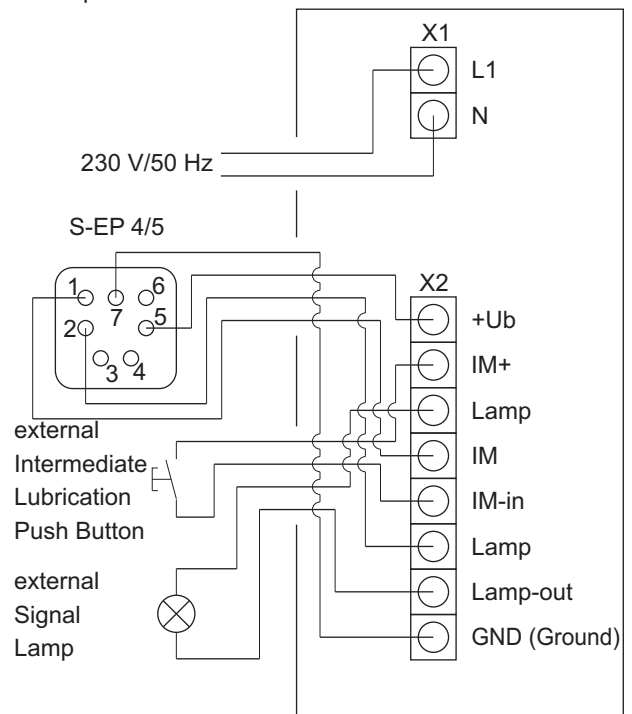 X1
L1
N
230 V/50 Hz
S-EP 4/5
1
7
6
2
5
3
4
X2
+Ub
IM+
Lamp
IM
IM-in
Lamp
Lamp-out
GND (Ground)
external
Intermediate
Lubrication
Push Button
external
Signal
Lamp